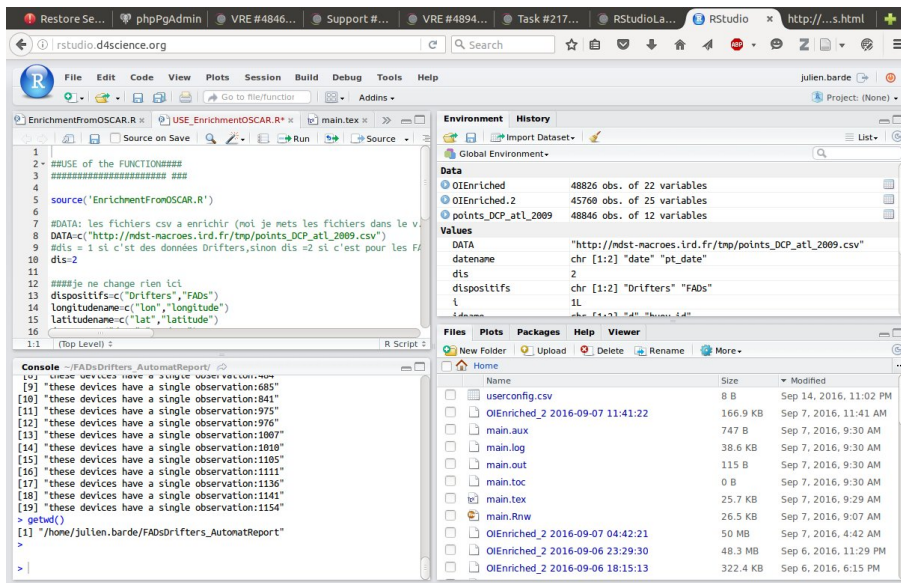 Restore Se... phpPgAdmin VRE #4846... Support #... VRE #4894... Task #217... RStudioLa... RStudio × http://...s.html
rstudio.d4science.org Search
File Edit Code View Plots Session Build Debug Tools Help julien.barde
Go to file/function Addins Project: (None)
EnrichmentFromOSCAR.R × USE_EnrichmentOSCAR.R* × main.tex ×
Source on Save Run Source
1
2 ##USE of the FUNCTION####
3 ###################### ###
4
5 source('EnrichmentFromOSCAR.R')
6
7 #DATA: les fichiers csv a enrichir (moi je mets les fichiers dans le v
8 DATA=c("http://mdst-macroes.ird.fr/tmp/points_DCP_atl_2009.csv")
9 #dis = 1 si c'st des données Drifters,sinon dis =2 si c'est pour les FA
10 dis=2
11
12 ####je ne change rien ici
13 dispositifs=c("Drifters","FADs")
14 longitudename=c("lon","longitude")
15 latitudename=c("lat","latitude")
16
1:1 (Top Level) R Script
Console ~/FADsDrifters_AutomatReport/
[8] "these devices have a single observation:484"
[9] "these devices have a single observation:685"
[10] "these devices have a single observation:841"
[11] "these devices have a single observation:975"
[12] "these devices have a single observation:976"
[13] "these devices have a single observation:1007"
[14] "these devices have a single observation:1010"
[15] "these devices have a single observation:1105"
[16] "these devices have a single observation:1111"
[17] "these devices have a single observation:1136"
[18] "these devices have a single observation:1141"
[19] "these devices have a single observation:1154"
> getwd()
[1] "/home/julien.barde/FADsDrifters_AutomatReport"
>
>
Environment History
Import Dataset List
Global Environment
Data
OIEnriched 48826 obs. of 22 variables
OIEnriched.2 45760 obs. of 25 variables
points_DCP_atl_2009 48846 obs. of 12 variables
Values
DATA "http://mdst-macroes.ird.fr/tmp/points_DCP_atl_2009.csv"
datename chr [1:2] "date" "pt_date"
dis 2
dispositifs chr [1:2] "Drifters" "FADs"
i 1L
idname chr [1:2] "d" "buoy_id"
Files Plots Packages Help Viewer
New Folder Upload Delete Rename More
Home
Name Size Modified
userconfig.csv 8 B Sep 14, 2016, 11:02 PM
OIEnriched_2 2016-09-07 11:41:22 166.9 KB Sep 7, 2016, 11:41 AM
main.aux 747 B Sep 7, 2016, 9:30 AM
main.log 38.6 KB Sep 7, 2016, 9:30 AM
main.out 115 B Sep 7, 2016, 9:30 AM
main.toc 0 B Sep 7, 2016, 9:30 AM
main.tex 25.7 KB Sep 7, 2016, 9:29 AM
main.Rnw 26.5 KB Sep 7, 2016, 9:07 AM
OIEnriched_2 2016-09-07 04:42:21 50 MB Sep 7, 2016, 4:42 AM
OIEnriched_2 2016-09-06 23:29:30 48.3 MB Sep 6, 2016, 11:29 PM
OIEnriched_2 2016-09-06 18:15:13 322.4 KB Sep 6, 2016, 6:15 PM